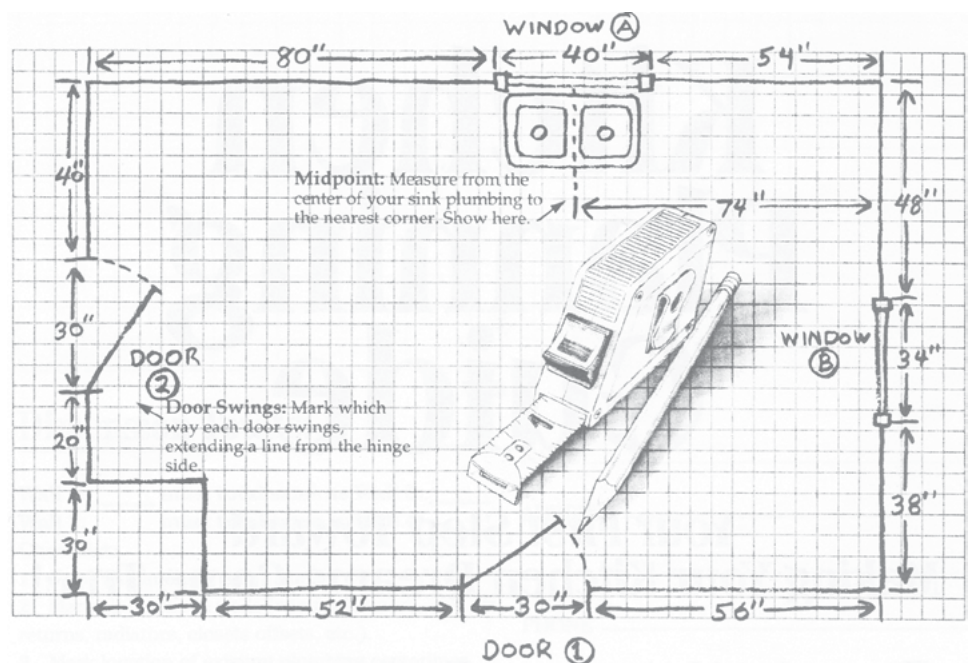 WINDOW Ⓐ
80" 40" 54"
40"
Midpoint: Measure from the
center of your sink plumbing to
the nearest corner. Show here.
74"
48"
30"
DOOR
②
WINDOW
Ⓑ
34"
Door Swings: Mark which
way each door swings,
extending a line from the hinge
side.
20"
38"
30"
30" 52" 30" 56"
DOOR ①